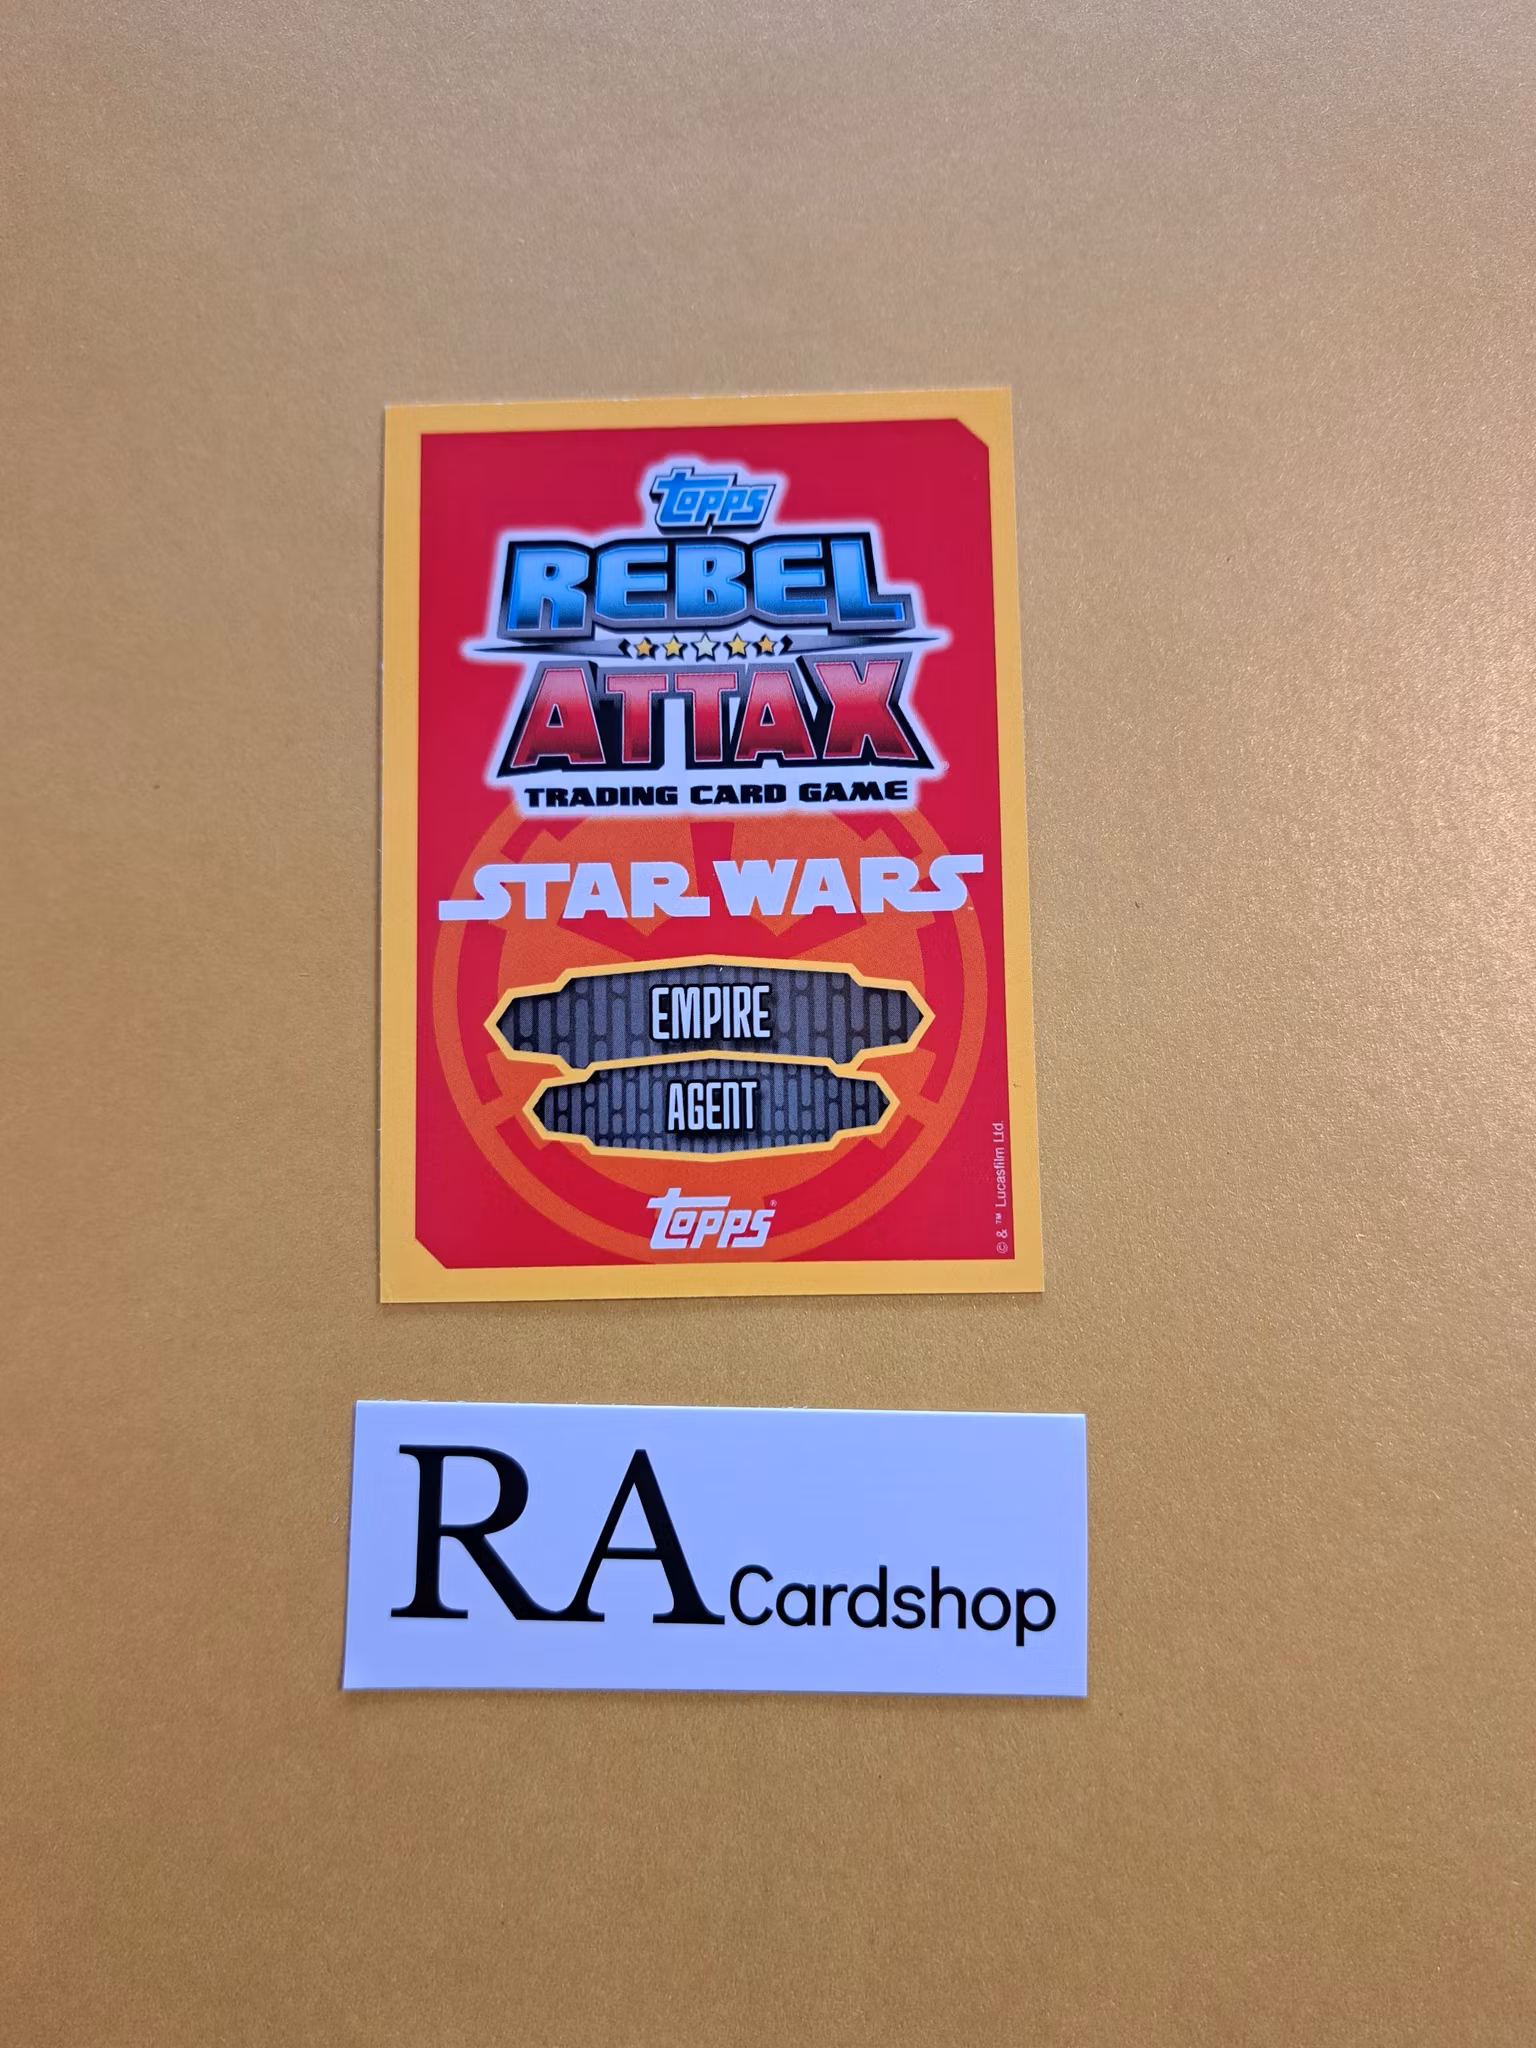 topps
REBEL
ATTAX
TRADING CARD GAME
STAR WARS
EMPIRE
AGENT
topps®
© & ™ Lucasfilm Ltd.
RA Cardshop